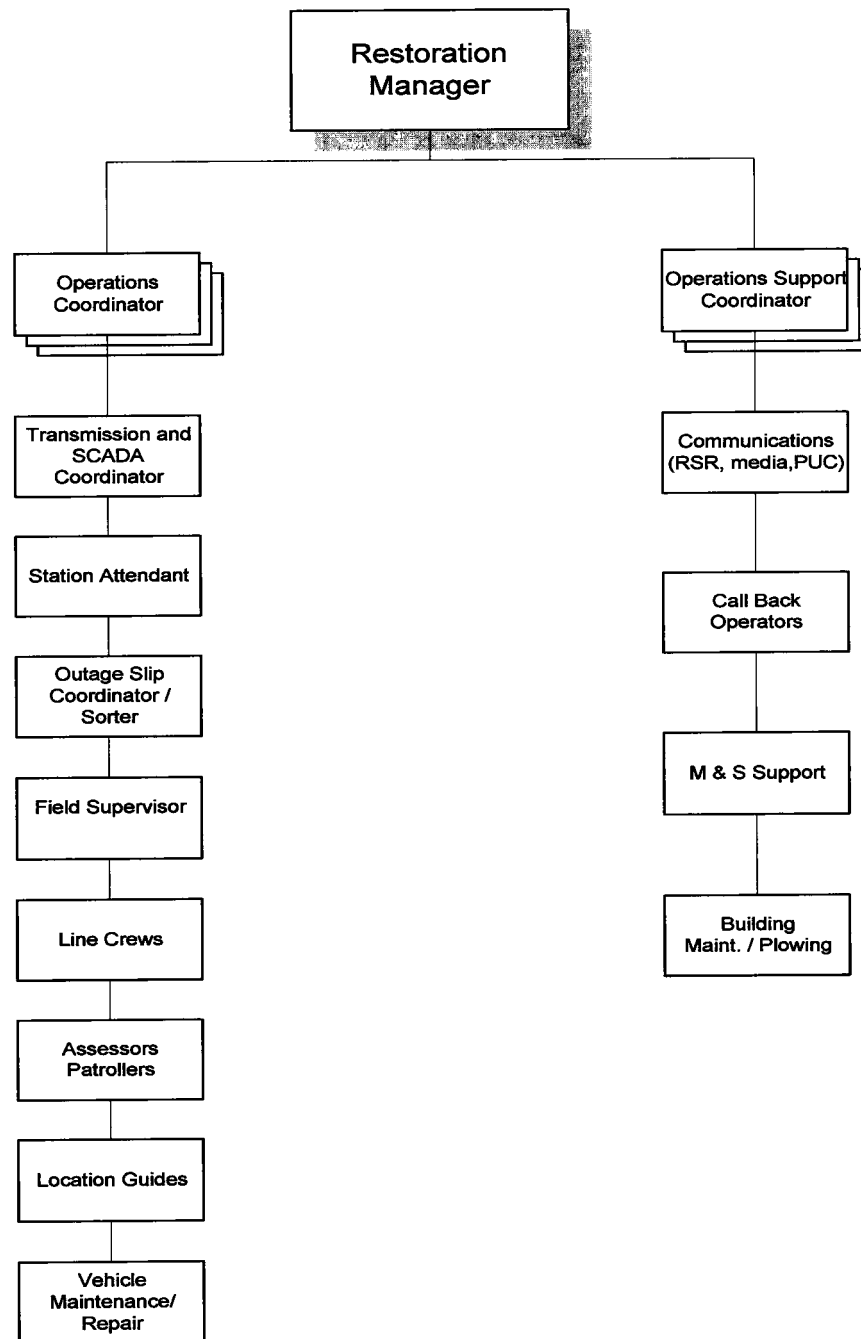 Restoration
Manager
Operations
Coordinator
Transmission and
SCADA
Coordinator
Station Attendant
Outage Slip
Coordinator /
Sorter
Field Supervisor
Line Crews
Assessors
Patrollers
Location Guides
Vehicle
Maintenance/
Repair
Operations Support
Coordinator
Communications
(RSR, media,PUC)
Call Back
Operators
M & S Support
Building
Maint. / Plowing